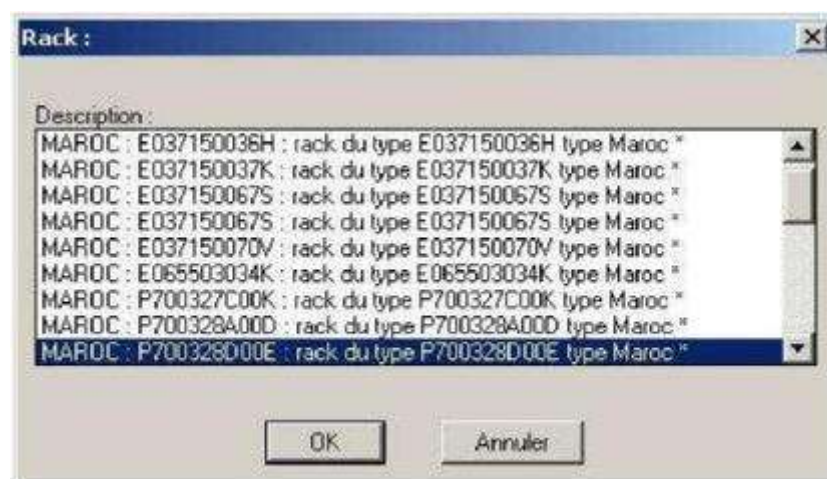 Rack :
Description :
MAROC : E037150036H : rack du type E037150036H type Maroc *
MAROC : E037150037K : rack du type E037150037K type Maroc *
MAROC : E037150067S : rack du type E037150067S type Maroc *
MAROC : E037150067S : rack du type E037150067S type Maroc *
MAROC : E037150070V : rack du type E037150070V type Maroc *
MAROC : E065503034K : rack du type E065503034K type Maroc *
MAROC : P700327C00K : rack du type P700327C00K type Maroc *
MAROC : P700328A00D : rack du type P700328A00D type Maroc *
MAROC : P700328D00E : rack du type P700328D00E type Maroc *
OK Annuler